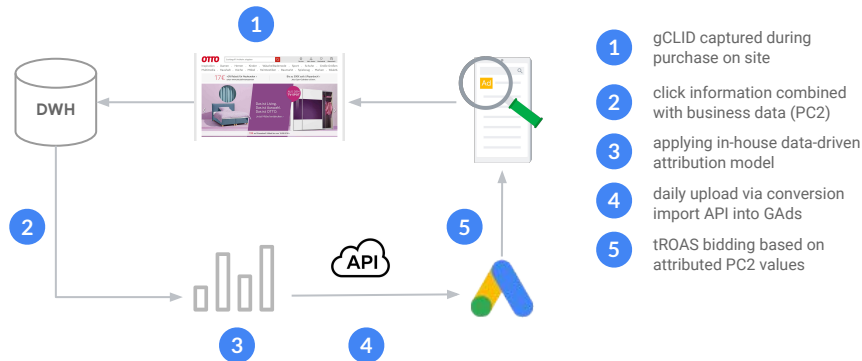 1
OTTO
DWH
Ad
2
5
API
3
4
1
gCLID captured during
purchase on site
2
click information combined
with business data (PC2)
3
applying in-house data-driven
attribution model
4
daily upload via conversion
import API into GAds
5
tROAS bidding based on
attributed PC2 values